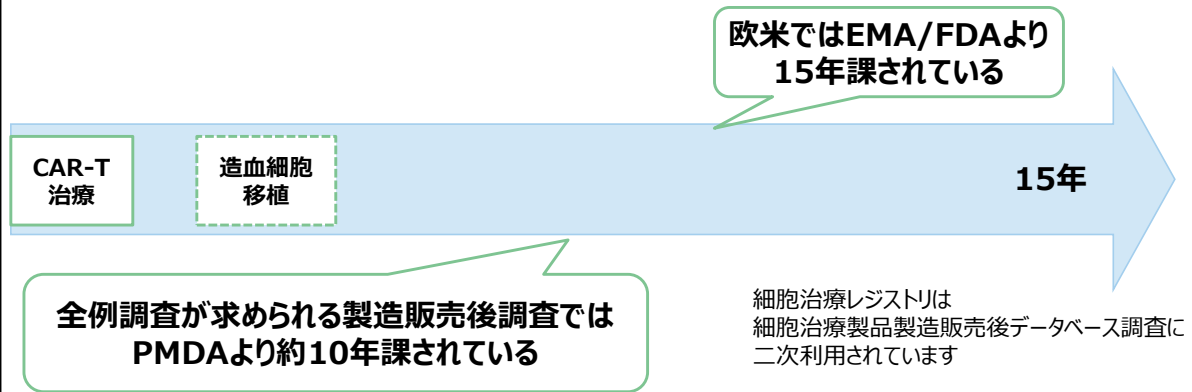 欧米ではEMA/FDAより
15年課されている
CAR-T
治療
造血細胞
移植
15年
全例調査が求められる製造販売後調査では
PMDAより約10年課されている
細胞治療レジストリは
細胞治療製品製造販売後データベース調査に
二次利用されています